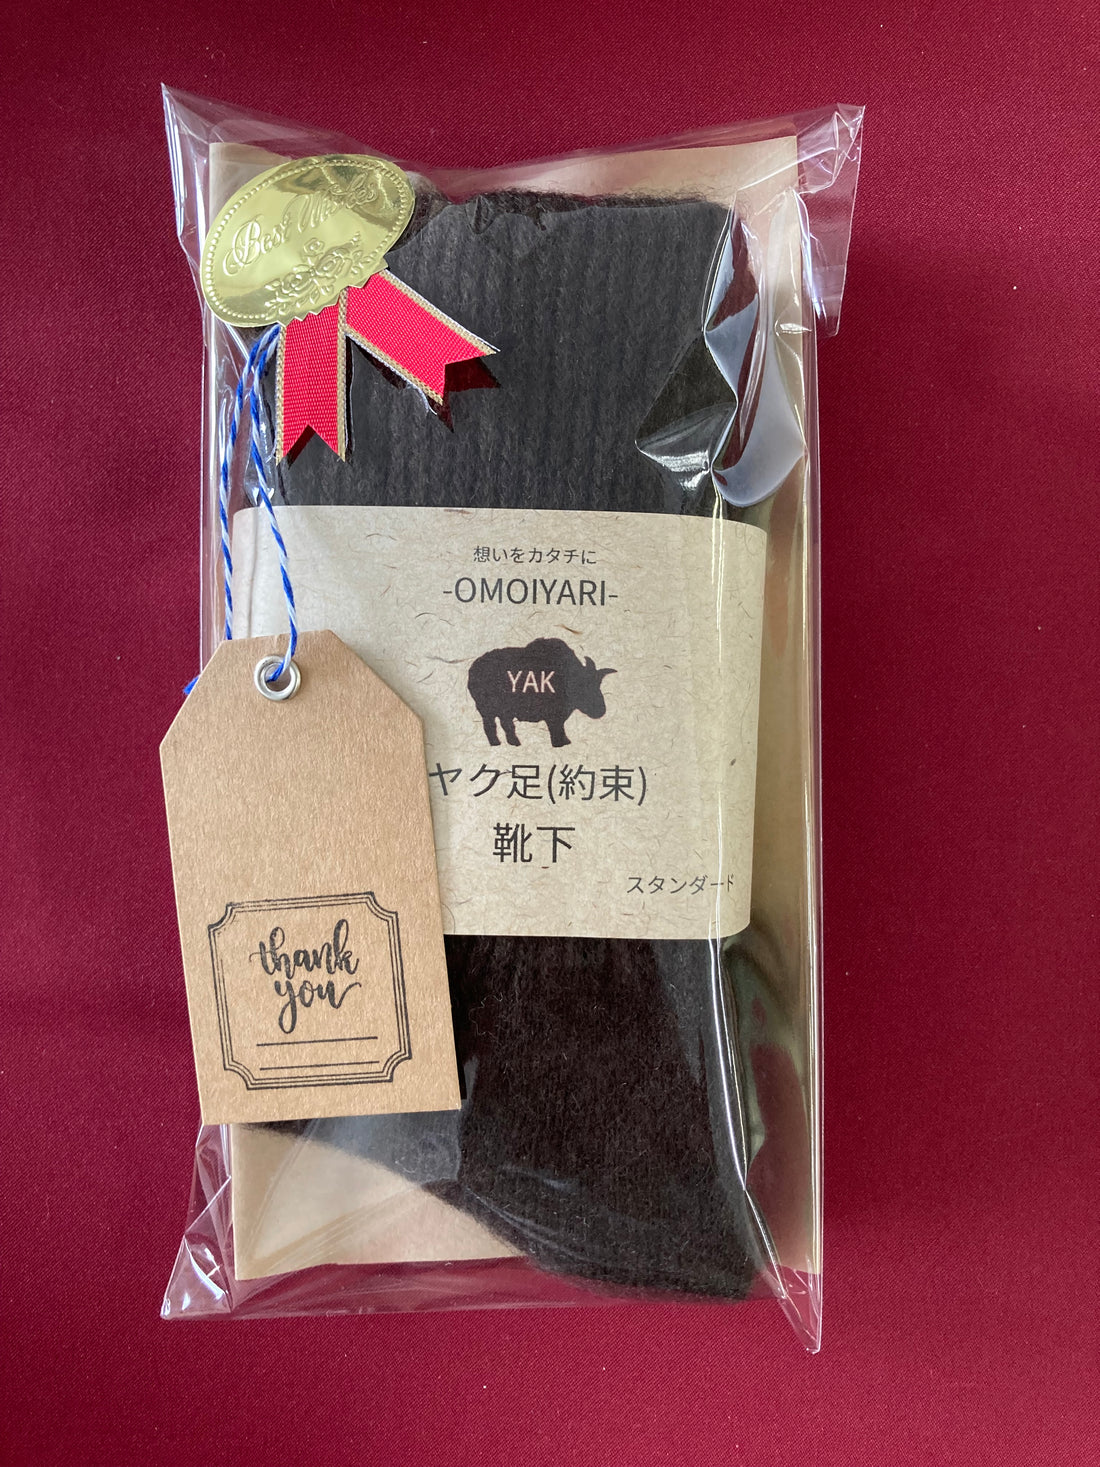 Best Wishes
想いをカタチに
-OMOIYARI-
YAK
ヤク足(約束)
靴下
スタンダード
thank
you